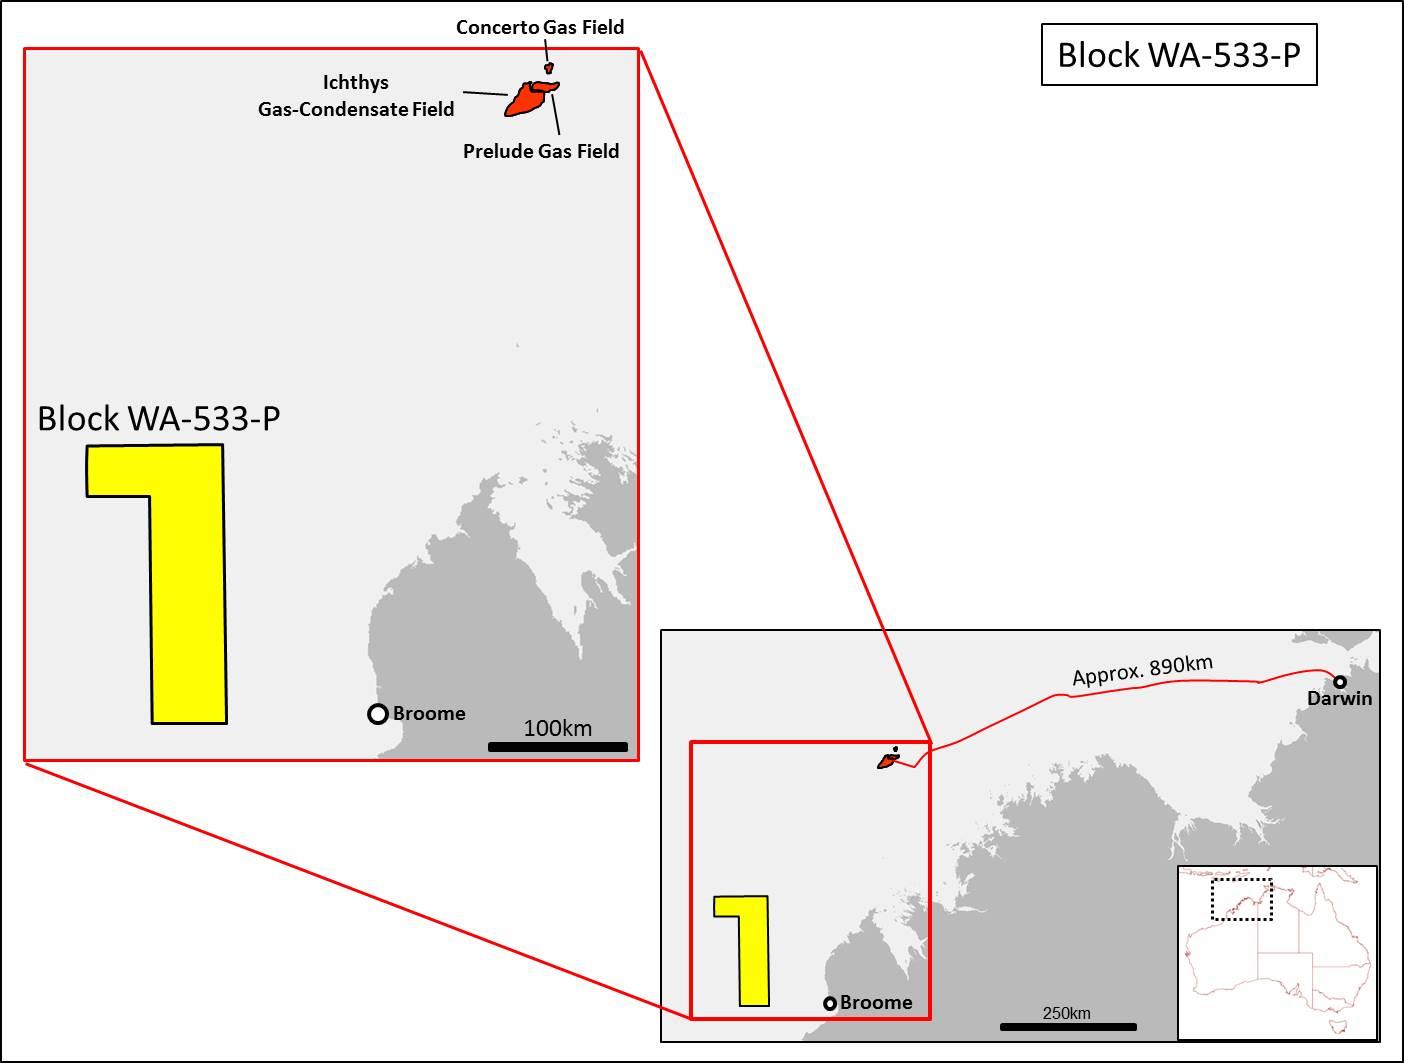 Concerto Gas Field
Block WA-533-P
Ichthys
Gas-Condensate Field
Prelude Gas Field
Block WA-533-P
Broome
100km
Approx. 890km
Darwin
Broome
250km